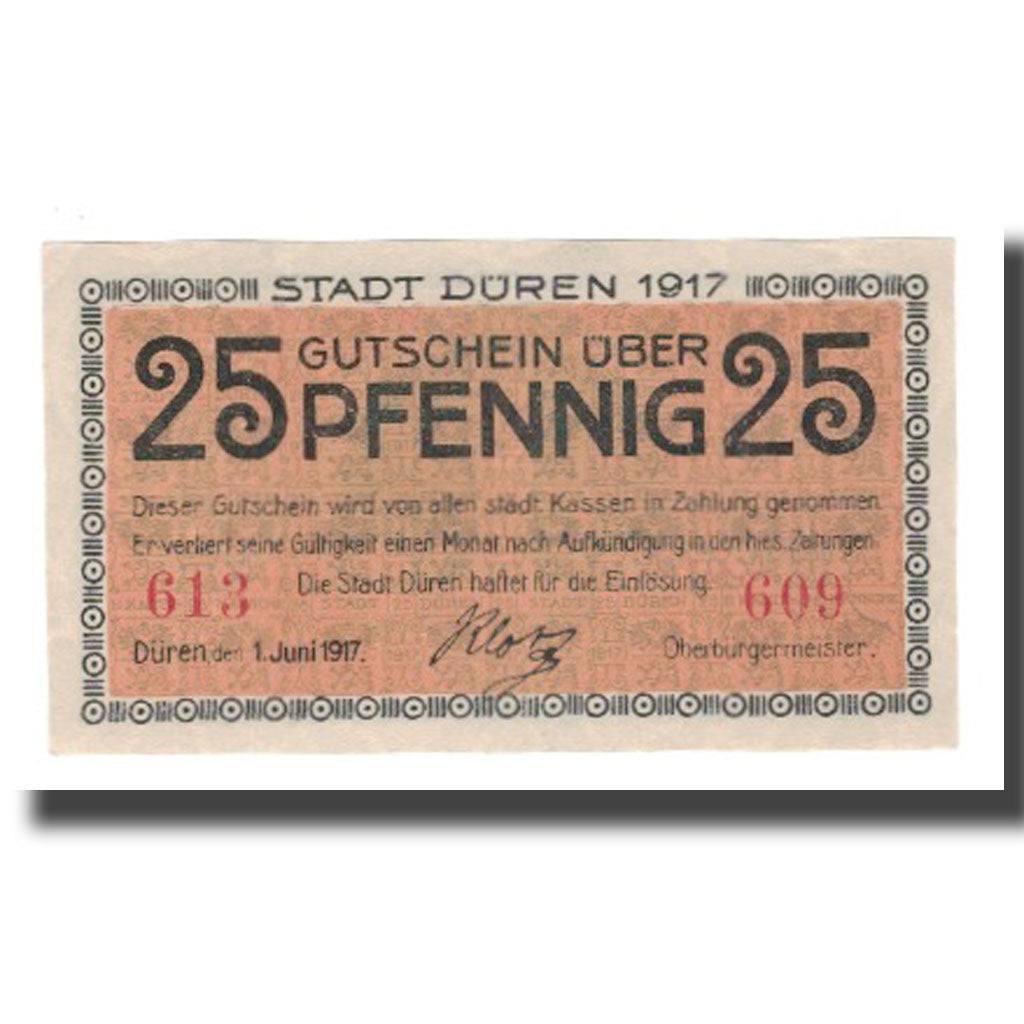 STADT DÜREN 1917
25 GUTSCHEIN ÜBER 25
PFENNIG
Dieser Gutschein wird von allen städt. Kassen in Zahlung genommen.
Er verliert seine Gültigkeit einen Monat nach Aufkündigung in den hies. Zeitungen.
613 Die Stadt Düren haftet für die Einlösung. 609
Düren, den 1. Juni 1917. Klotz Oberbürgermeister.